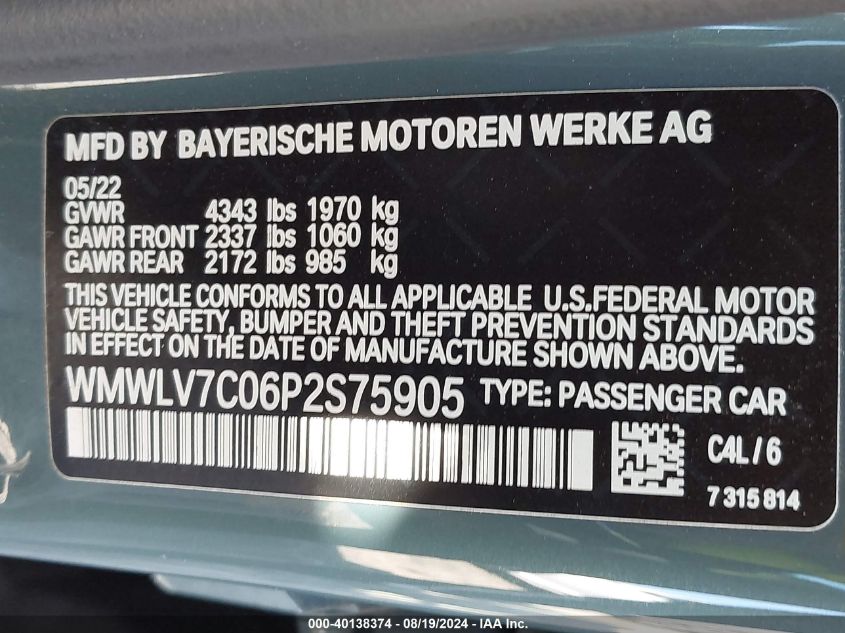 MFD BY BAYERISCHE MOTOREN WERKE AG
05/22
GVWR 4343 lbs 1970 kg
GAWR FRONT 2337 lbs 1060 kg
GAWR REAR 2172 lbs 985 kg
THIS VEHICLE CONFORMS TO ALL APPLICABLE U.S.FEDERAL MOTOR
VEHICLE SAFETY, BUMPER AND THEFT PREVENTION STANDARDS
IN EFFECT ON THE DATE OF MANUFACTURE SHOWN ABOVE.
WMWLV7C06P2S75905 TYPE: PASSENGER CAR
C4L/6
7 315 814
000-40138374 - 08/19/2024 - IAA, Inc.